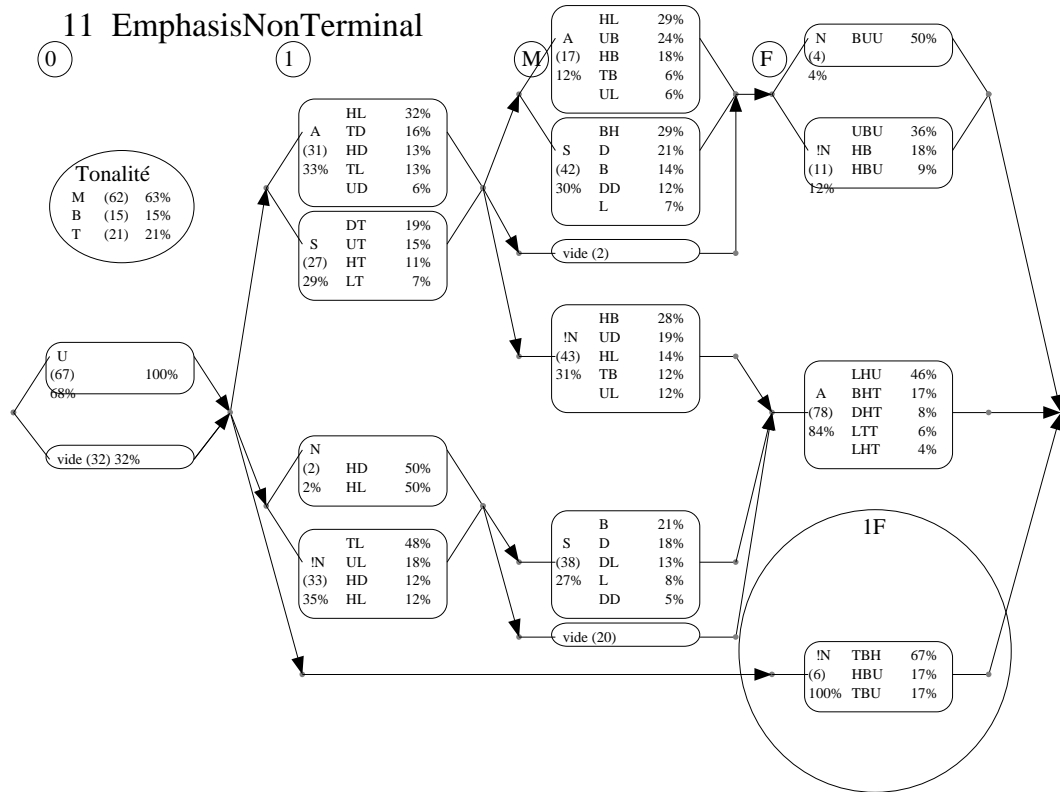 11 EmphasisNonTerminal
0
1
M
F
Tonalité
M (62) 63%
B (15) 15%
T (21) 21%
U
(67) 100%
68%
vide (32) 32%
HL 32%
A TD 16%
(31) HD 13%
33% TL 13%
UD 6%
DT 19%
S UT 15%
(27) HT 11%
29% LT 7%
N
(2) HD 50%
2% HL 50%
TL 48%
!N UL 18%
(33) HD 12%
35% HL 12%
HL 29%
A UB 24%
(17) HB 18%
12% TB 6%
UL 6%
BH 29%
S D 21%
(42) B 14%
30% DD 12%
L 7%
vide (2)
HB 28%
!N UD 19%
(43) HL 14%
31% TB 12%
UL 12%
B 21%
S D 18%
(38) DL 13%
27% L 8%
DD 5%
vide (20)
N BUU 50%
(4)
4%
UBU 36%
!N HB 18%
(11) HBU 9%
12%
LHU 46%
A BHT 17%
(78) DHT 8%
84% LTT 6%
LHT 4%
1F
!N TBH 67%
(6) HBU 17%
100% TBU 17%